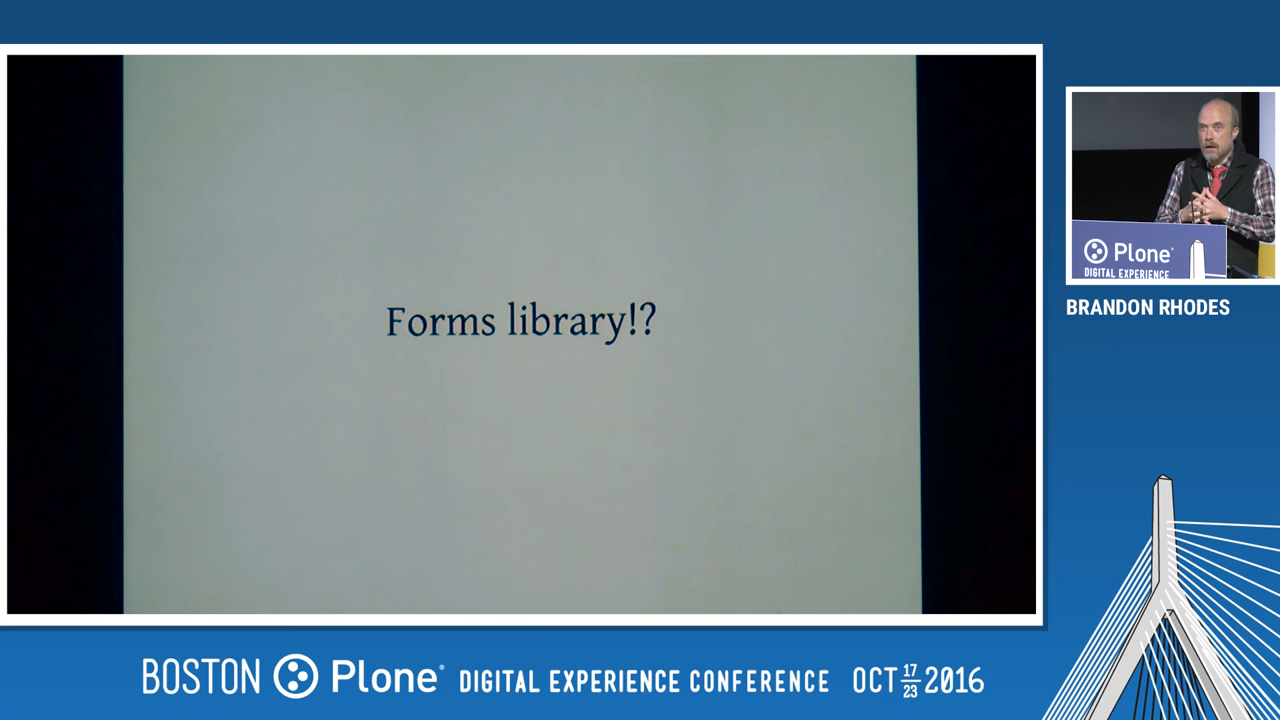 Forms library!?
Plone
DIGITAL EXPERIENCE
BRANDON RHODES
BOSTON Plone® DIGITAL EXPERIENCE CONFERENCE OCT 17 23 2016